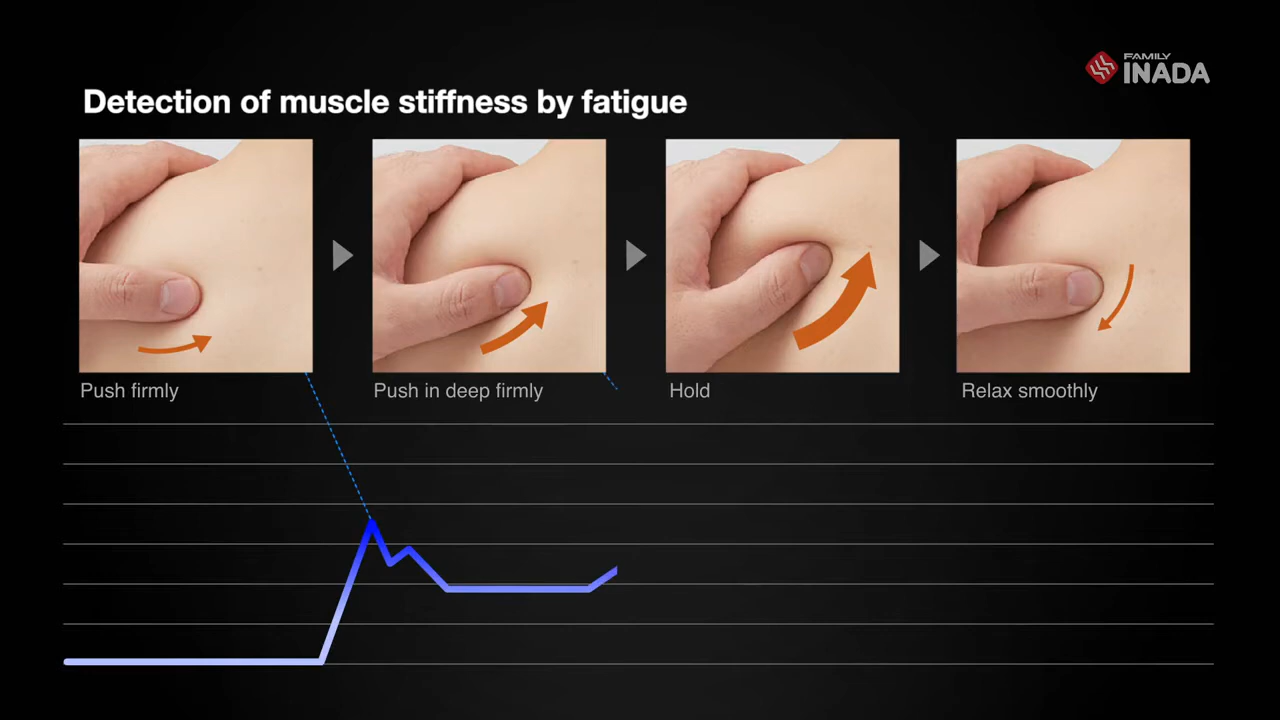 FAMILY
INADA
Detection of muscle stiffness by fatigue
Push firmly
Push in deep firmly
Hold
Relax smoothly